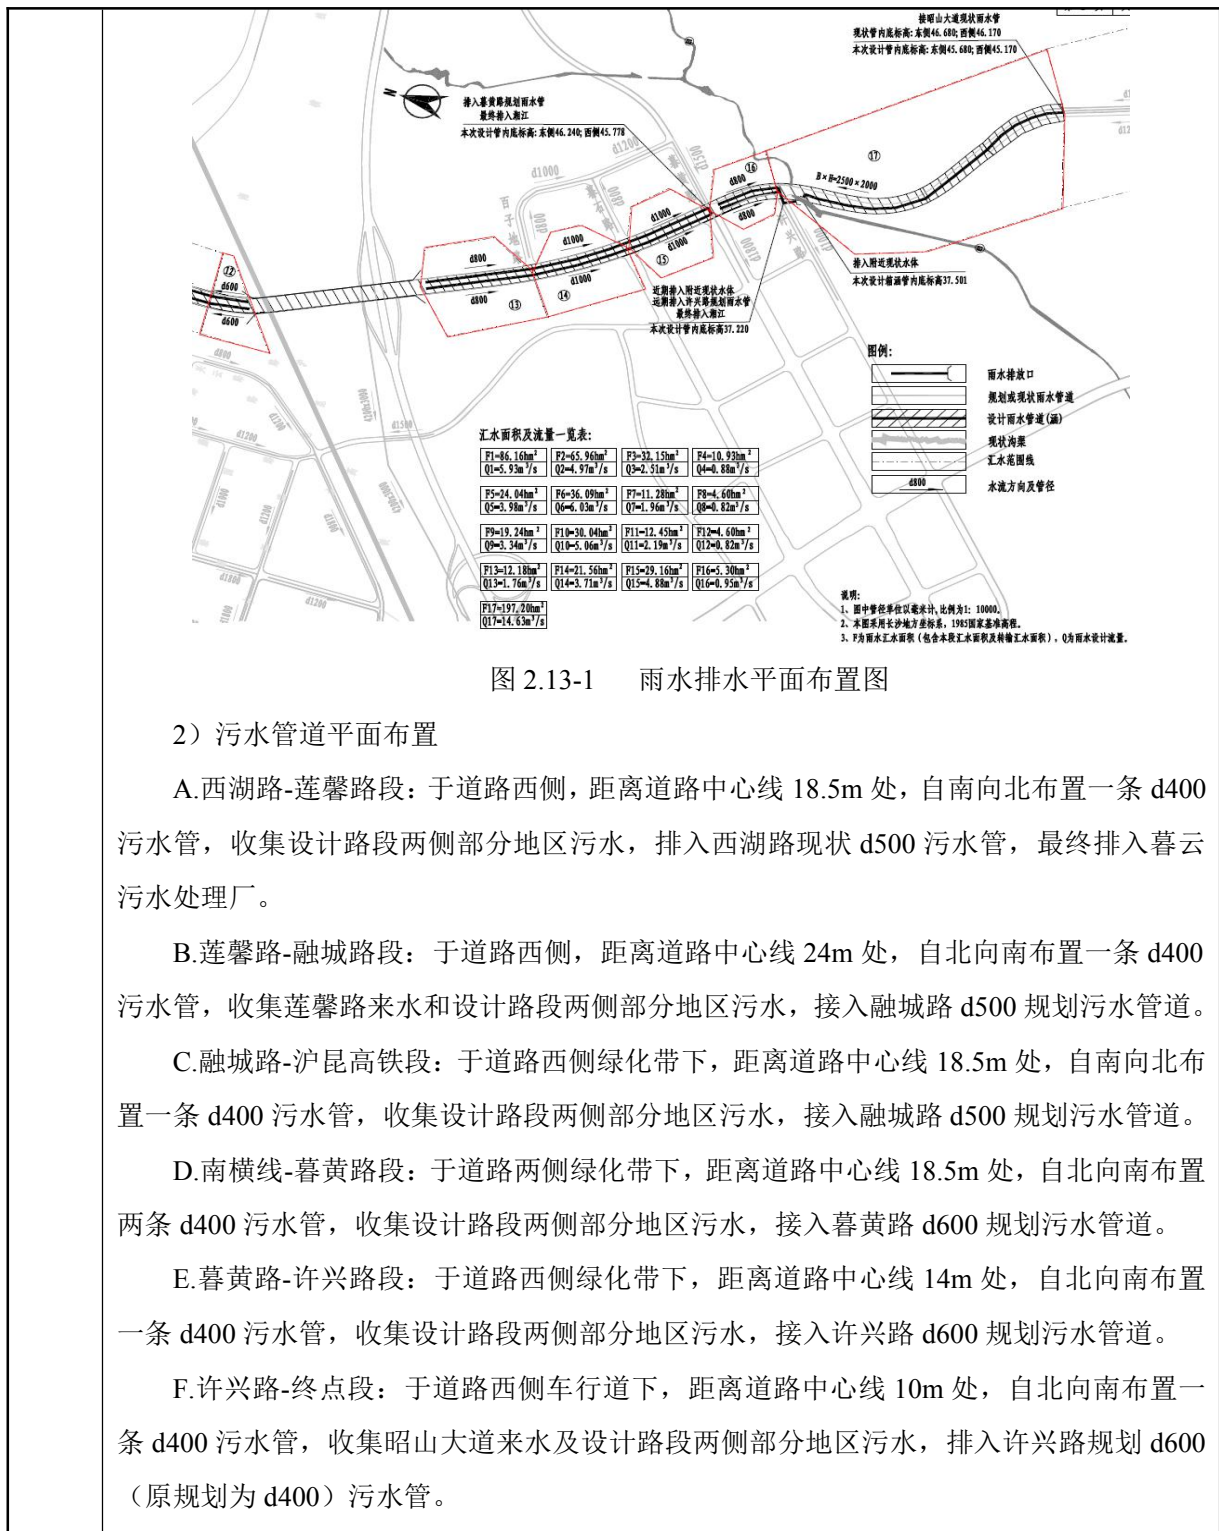 接昭山大道现状雨水管
现状管内底标高:东侧46.680;西侧46.170
本次设计管内底标高:东侧45.680;西侧45.170
N
排入暮黄路规划雨水管
最终排入湘江
本次设计管内底标高:东侧46.240;西侧45.778
d1200
d1000
d800
d800
d1500
⑯
d800
d800
⑰
B×H=2500×2000
d1000
d1000
⑮
d1000
d1000
⑭
d800
d800
⑬
⑫
d600
d600
d1800
d1000
排入附近现状水体
本次设计箱涵管内底标高37.501
近期排入附近现状水体
远期排入许兴路规划雨水管
最终排入湘江
本次设计管内底标高37.220
d800
d1200
d1200
d1500
d1000
d1200
d1800
d1800
d1200
d1800
图例:
雨水排放口
规划或现状雨水管道
设计雨水管道(涵)
现状沟渠
汇水范围线
d800
水流方向及管径
汇水面积及流量一览表:
F1=86.16hm² F2=65.96hm² F3=32.15hm² F4=10.93hm²
Q1=5.93m³/s Q2=4.97m³/s Q3=2.51m³/s Q4=0.88m³/s
F5=24.04hm² F6=36.09hm² F7=11.28hm² F8=4.60hm²
Q5=3.98m³/s Q6=6.03m³/s Q7=1.96m³/s Q8=0.82m³/s
F9=19.24hm² F10=30.04hm² F11=12.45hm² F12=4.60hm²
Q9=3.34m³/s Q10=5.06m³/s Q11=2.19m³/s Q12=0.82m³/s
F13=12.18hm² F14=21.56hm² F15=29.16hm² F16=5.30hm²
Q13=1.76m³/s Q14=3.71m³/s Q15=4.88m³/s Q16=0.95m³/s
F17=197.20hm²
Q17=14.63m³/s
说明:
1、图中管径单位以毫米计,比例为1: 10000。
2、本图采用长沙地方坐标系,1985国家基准高程。
3、F为雨水汇水面积(包含本段汇水面积及转输汇水面积),Q为雨水设计流量。
图 2.13-1 雨水排水平面布置图
2）污水管道平面布置
A.西湖路-莲馨路段：于道路西侧，距离道路中心线 18.5m 处，自南向北布置一条 d400
污水管，收集设计路段两侧部分地区污水，排入西湖路现状 d500 污水管，最终排入暮云
污水处理厂。
B.莲馨路-融城路段：于道路西侧，距离道路中心线 24m 处，自北向南布置一条 d400
污水管，收集莲馨路来水和设计路段两侧部分地区污水，接入融城路 d500 规划污水管道。
C.融城路-沪昆高铁段：于道路西侧绿化带下，距离道路中心线 18.5m 处，自南向北布
置一条 d400 污水管，收集设计路段两侧部分地区污水，接入融城路 d500 规划污水管道。
D.南横线-暮黄路段：于道路两侧绿化带下，距离道路中心线 18.5m 处，自北向南布置
两条 d400 污水管，收集设计路段两侧部分地区污水，接入暮黄路 d600 规划污水管道。
E.暮黄路-许兴路段：于道路西侧绿化带下，距离道路中心线 14m 处，自北向南布置
一条 d400 污水管，收集设计路段两侧部分地区污水，接入许兴路 d600 规划污水管道。
F.许兴路-终点段：于道路西侧车行道下，距离道路中心线 10m 处，自北向南布置一
条 d400 污水管，收集昭山大道来水及设计路段两侧部分地区污水，排入许兴路规划 d600
（原规划为 d400）污水管。